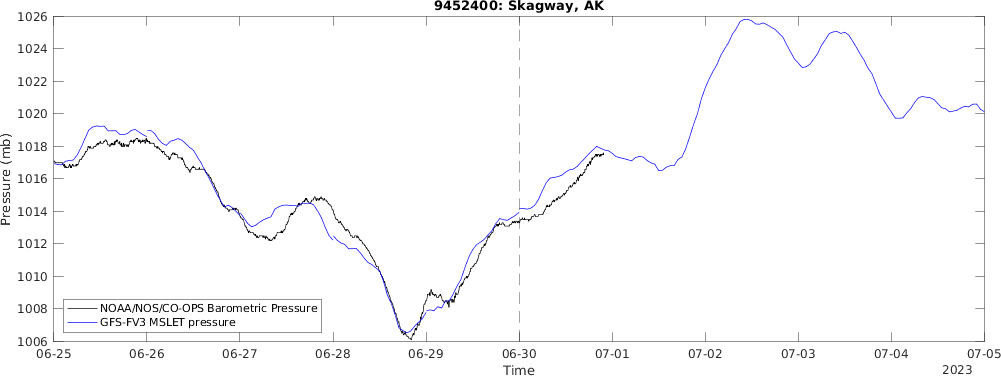 9452400: Skagway, AK
Pressure (mb)
1026
1024
1022
1020
1018
1016
1014
1012
1010
1008
1006
NOAA/NOS/CO-OPS Barometric Pressure
GFS-FV3 MSLET pressure
06-25 06-26 06-27 06-28 06-29 06-30 07-01 07-02 07-03 07-04 07-05
Time
2023